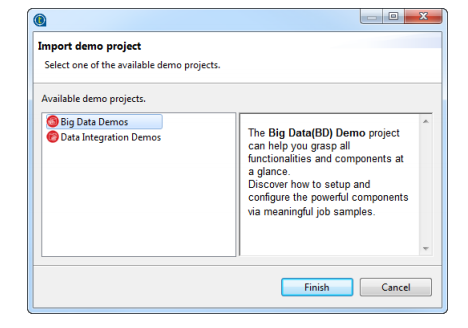 Import demo project
Select one of the available demo projects.
Available demo projects.
Big Data Demos
Data Integration Demos
The Big Data(BD) Demo project
can help you grasp all
functionalities and components at
a glance.
Discover how to setup and
configure the powerful components
via meaningful job samples.
Finish
Cancel